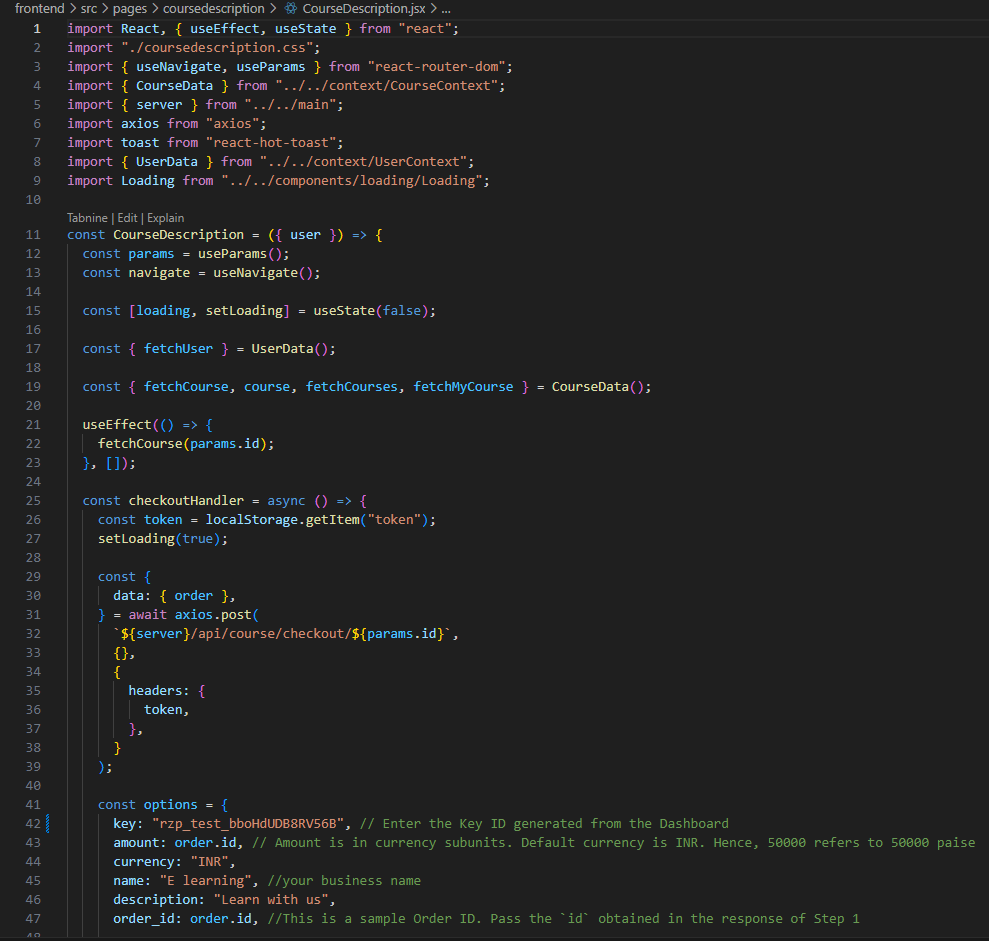 frontend > src > pages > coursedescription > CourseDescription.jsx > ...
1 import React, { useEffect, useState } from "react";
2 import "./coursedescription.css";
3 import { useNavigate, useParams } from "react-router-dom";
4 import { CourseData } from "../../context/CourseContext";
5 import { server } from "../../main";
6 import axios from "axios";
7 import toast from "react-hot-toast";
8 import { UserData } from "../../context/UserContext";
9 import Loading from "../../components/loading/Loading";
10
Tabnine | Edit | Explain
11 const CourseDescription = ({ user }) => {
12   const params = useParams();
13   const navigate = useNavigate();
14
15   const [loading, setLoading] = useState(false);
16
17   const { fetchUser } = UserData();
18
19   const { fetchCourse, course, fetchCourses, fetchMyCourse } = CourseData();
20
21   useEffect(() => {
22     fetchCourse(params.id);
23   }, []);
24
25   const checkoutHandler = async () => {
26     const token = localStorage.getItem("token");
27     setLoading(true);
28
29     const {
30       data: { order },
31     } = await axios.post(
32       `${server}/api/course/checkout/${params.id}`,
33       {},
34       {
35         headers: {
36           token,
37         },
38       }
39     );
40
41     const options = {
42       key: "rzp_test_bboHdUDB8RV56B", // Enter the Key ID generated from the Dashboard
43       amount: order.id, // Amount is in currency subunits. Default currency is INR. Hence, 50000 refers to 50000 paise
44       currency: "INR",
45       name: "E learning", //your business name
46       description: "Learn with us",
47       order_id: order.id, //This is a sample Order ID. Pass the `id` obtained in the response of Step 1
48